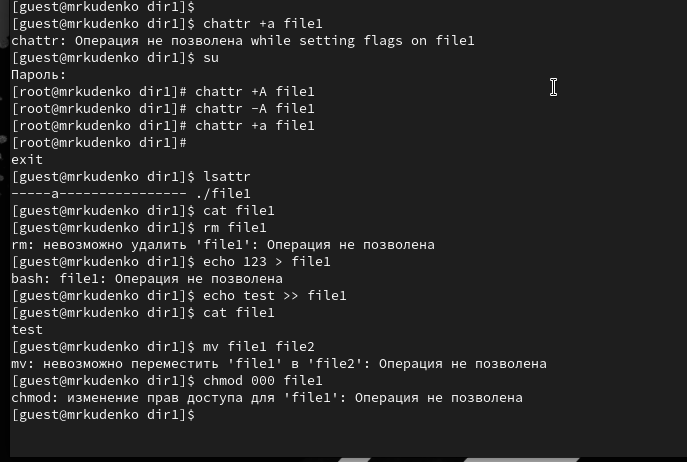 [guest@mrkudenko dir1]$
[guest@mrkudenko dir1]$ chattr +a file1
chattr: Операция не позволена while setting flags on file1
[guest@mrkudenko dir1]$ su
Пароль:
[root@mrkudenko dir1]# chattr +A file1
[root@mrkudenko dir1]# chattr -A file1
[root@mrkudenko dir1]# chattr +a file1
[root@mrkudenko dir1]#
exit
[guest@mrkudenko dir1]$ lsattr
-----a---------------- ./file1
[guest@mrkudenko dir1]$ cat file1
[guest@mrkudenko dir1]$ rm file1
rm: невозможно удалить 'file1': Операция не позволена
[guest@mrkudenko dir1]$ echo 123 > file1
bash: file1: Операция не позволена
[guest@mrkudenko dir1]$ echo test >> file1
[guest@mrkudenko dir1]$ cat file1
test
[guest@mrkudenko dir1]$ mv file1 file2
mv: невозможно переместить 'file1' в 'file2': Операция не позволена
[guest@mrkudenko dir1]$ chmod 000 file1
chmod: изменение прав доступа для 'file1': Операция не позволена
[guest@mrkudenko dir1]$